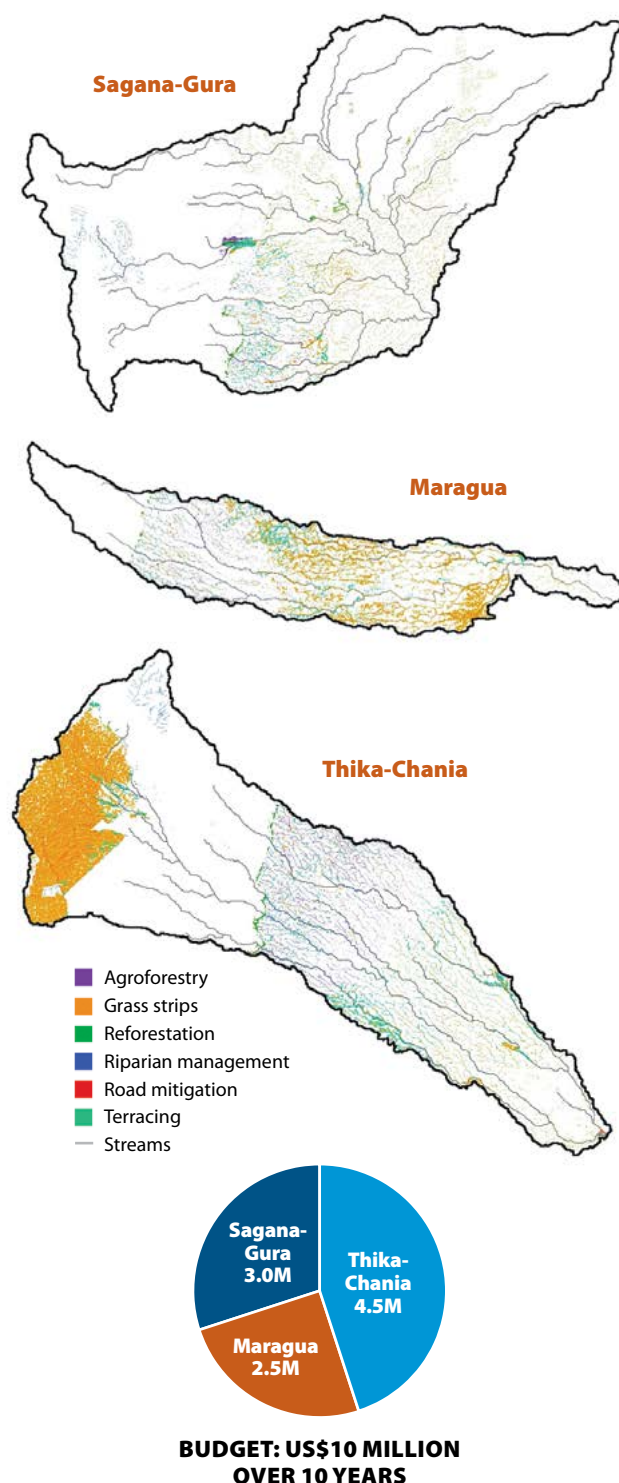 Sagana-Gura
Maragua
Thika-Chania
Agroforestry
Grass strips
Reforestation
Riparian management
Road mitigation
Terracing
Streams
Sagana-
Gura
3.0M
Thika-
Chania
4.5M
Maragua
2.5M
BUDGET: US$10 MILLION
OVER 10 YEARS